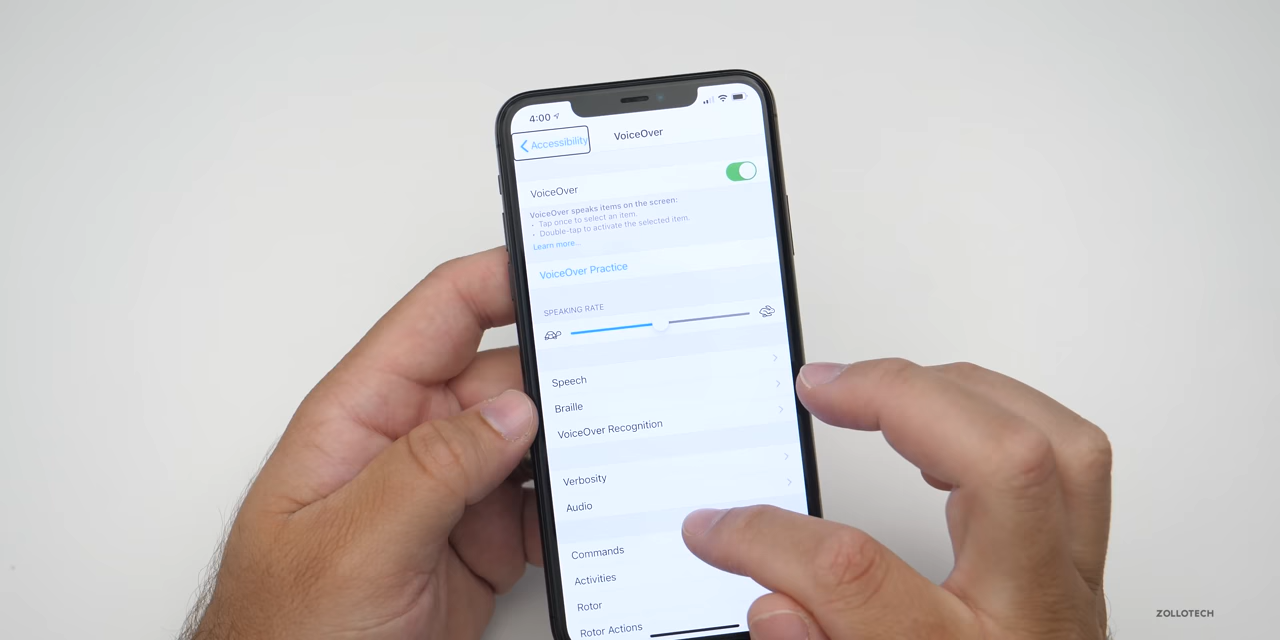 4:00
Accessibility
VoiceOver
VoiceOver
VoiceOver speaks items on the screen:
• Tap once to select an item.
• Double-tap to activate the selected item.
Learn more...
VoiceOver Practice
SPEAKING RATE
Speech
Braille
VoiceOver Recognition
Verbosity
Audio
Commands
Activities
Rotor
Rotor Actions
ZOLLOTECH